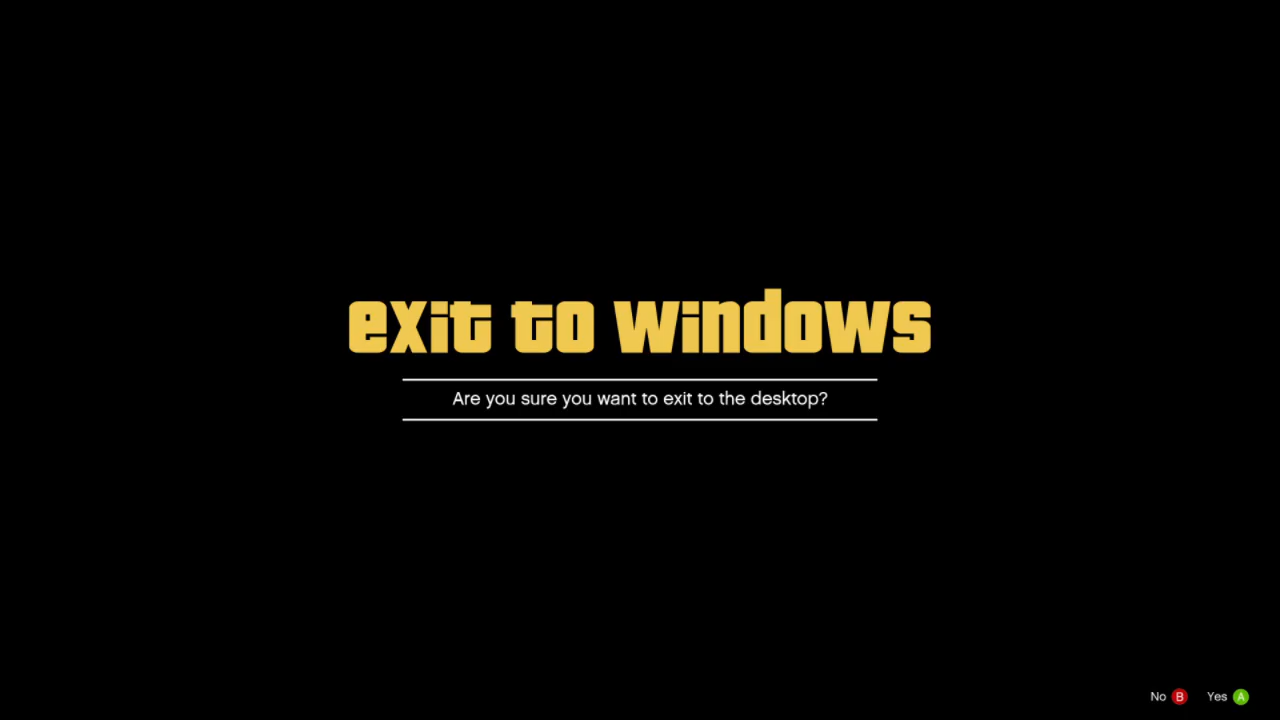 exit to windows
Are you sure you want to exit to the desktop?
No B Yes A